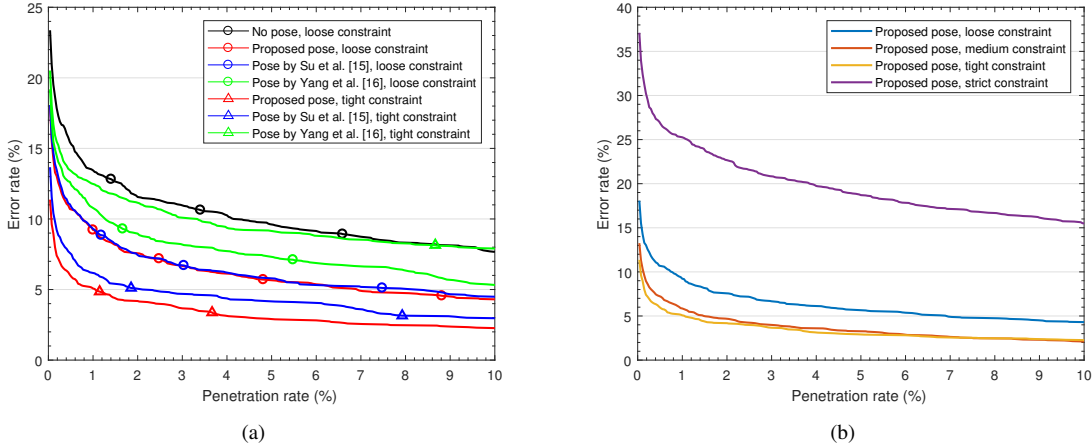 25
20
15
10
5
0
Error rate (%)
No pose, loose constraint
Proposed pose, loose constraint
Pose by Su et al. [15], loose constraint
Pose by Yang et al. [16], loose constraint
Proposed pose, tight constraint
Pose by Su et al. [15], tight constraint
Pose by Yang et al. [16], tight constraint
0 1 2 3 4 5 6 7 8 9 10
Penetration rate (%)
(a)
40
35
30
25
20
15
10
5
0
Error rate (%)
Proposed pose, loose constraint
Proposed pose, medium constraint
Proposed pose, tight constraint
Proposed pose, strict constraint
0 1 2 3 4 5 6 7 8 9 10
Penetration rate (%)
(b)